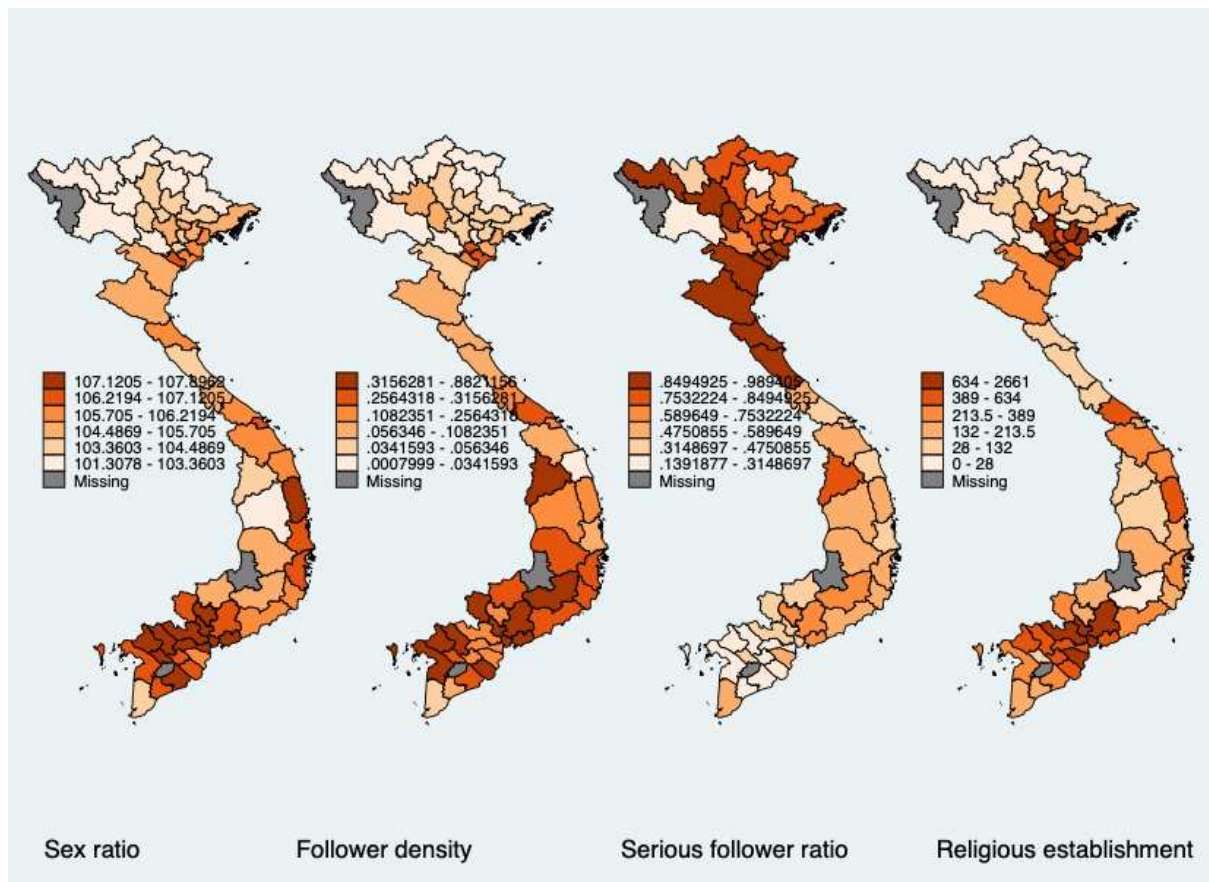 107.1205 - 107.8962
106.2194 - 107.1205
105.705 - 106.2194
104.4869 - 105.705
103.3603 - 104.4869
101.3078 - 103.3603
Missing
.3156281 - .8821156
.2564318 - .3156281
.1082351 - .2564318
.056346 - .1082351
.0341593 - .056346
.0007999 - .0341593
Missing
.8494925 - .989405
.7532224 - .8494925
.589649 - .7532224
.4750855 - .589649
.3148697 - .4750855
.1391877 - .3148697
Missing
634 - 2661
389 - 634
213.5 - 389
132 - 213.5
28 - 132
0 - 28
Missing
Sex ratio
Follower density
Serious follower ratio
Religious establishment